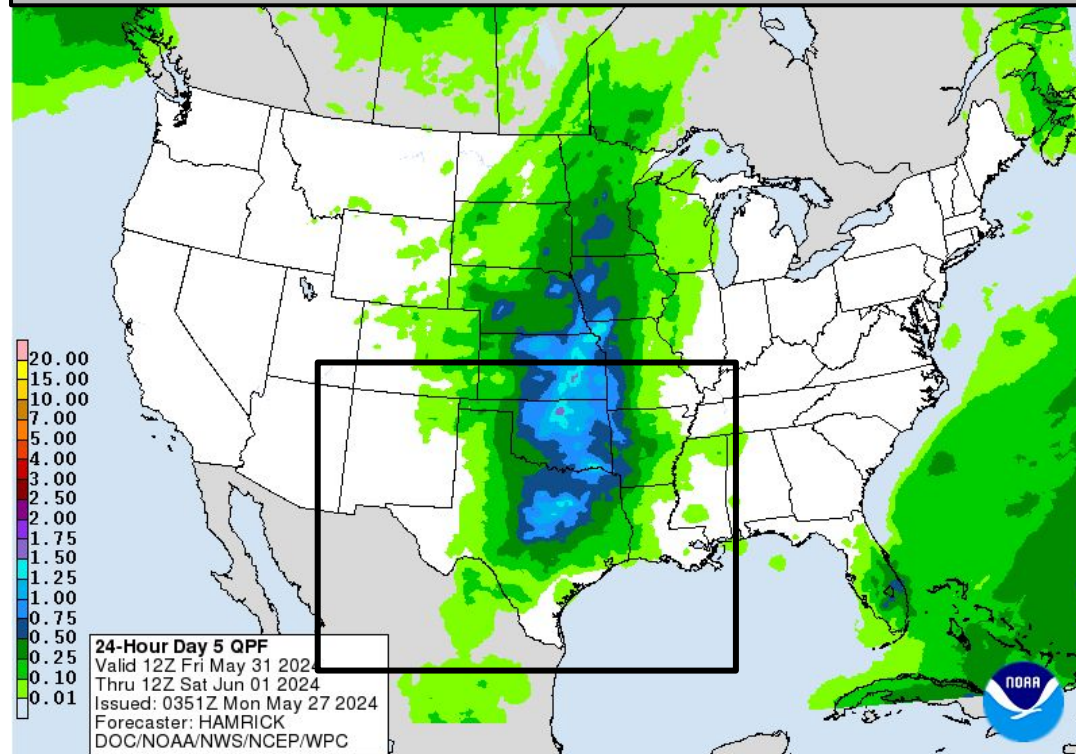 20.00
15.00
10.00
7.00
5.00
4.00
3.00
2.50
2.00
1.75
1.50
1.25
1.00
0.75
0.50
0.25
0.10
0.01
24-Hour Day 5 QPF
Valid 12Z Fri May 31 2024
Thru 12Z Sat Jun 01 2024
Issued: 0351Z Mon May 27 2024
Forecaster: HAMRICK
DOC/NOAA/NWS/NCEP/WPC
NOAA